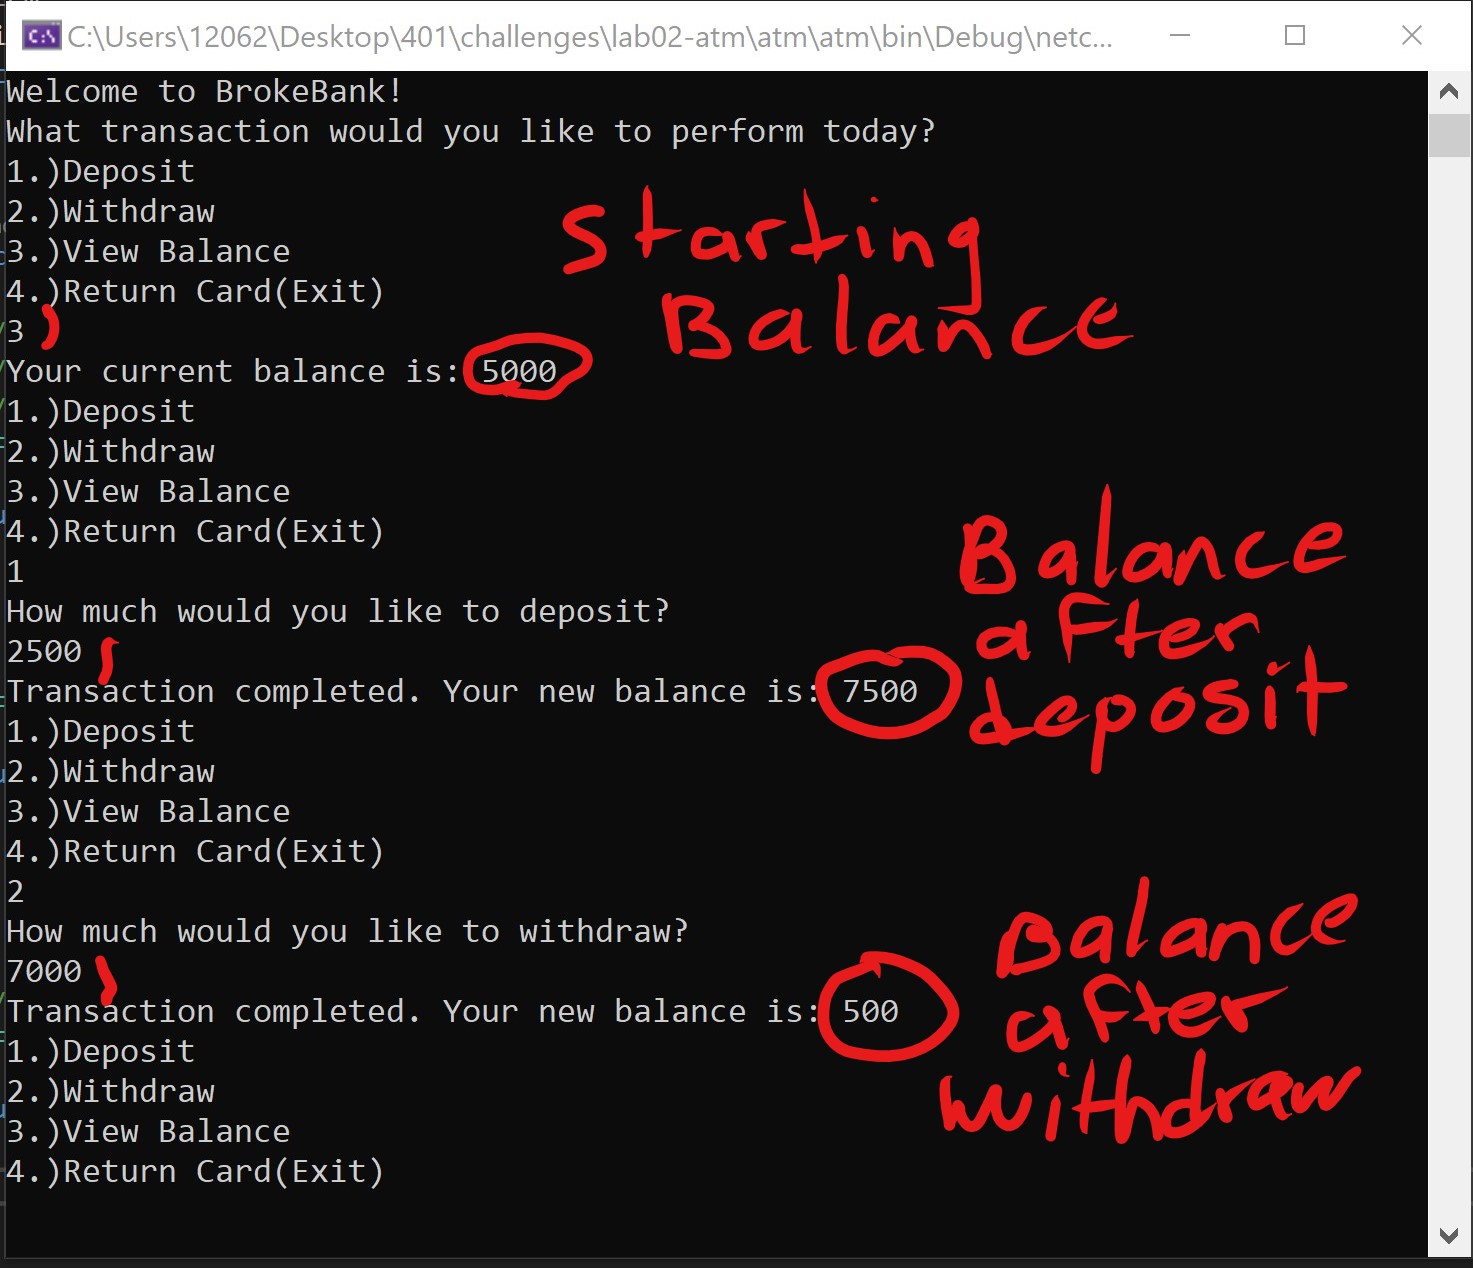 C:\Users\12062\Desktop\401\challenges\lab02-atm\atm\atm\bin\Debug\netc...
Welcome to BrokeBank!
What transaction would you like to perform today?
1.)Deposit
2.)Withdraw
3.)View Balance
4.)Return Card(Exit)
3
Starting
Balance
Your current balance is: 5000
1.)Deposit
2.)Withdraw
3.)View Balance
4.)Return Card(Exit)
1
How much would you like to deposit?
2500
Transaction completed. Your new balance is: 7500
Balance
after
deposit
1.)Deposit
2.)Withdraw
3.)View Balance
4.)Return Card(Exit)
2
How much would you like to withdraw?
7000
Transaction completed. Your new balance is: 500
Balance
after
withdraw
1.)Deposit
2.)Withdraw
3.)View Balance
4.)Return Card(Exit)